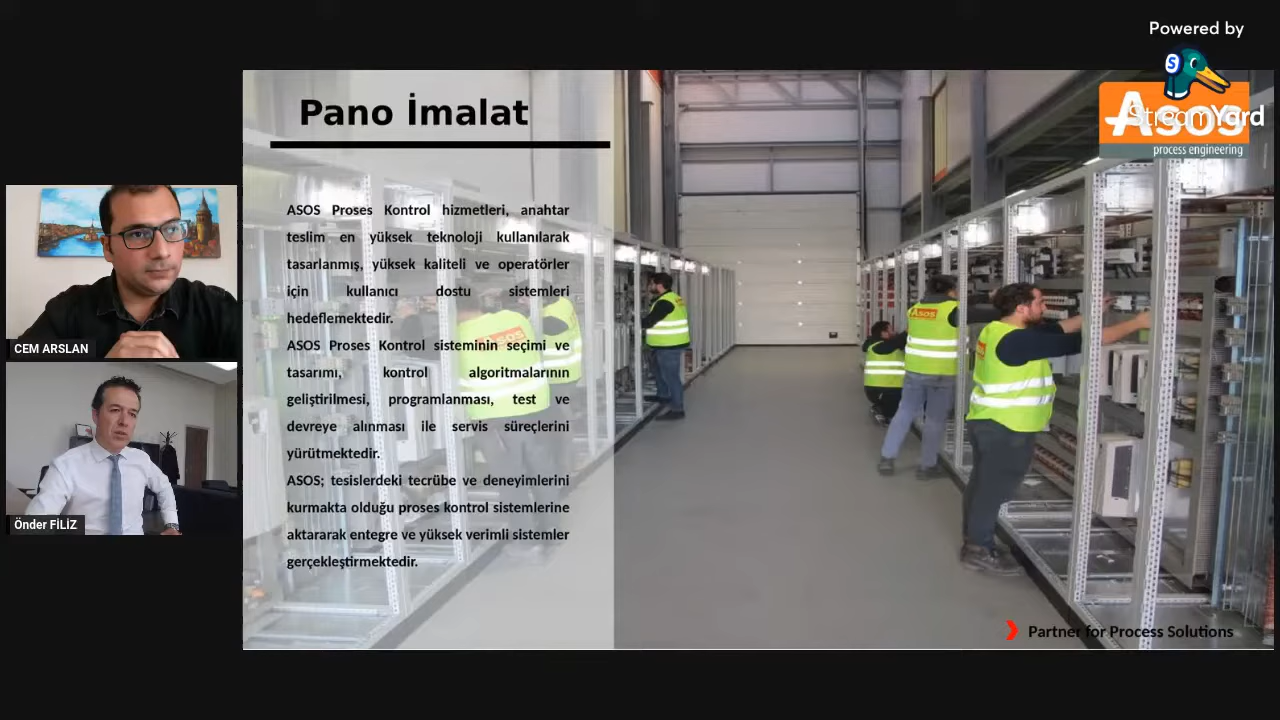 Powered by
StreamYard
Asos
process engineering
Pano İmalat
ASOS Proses Kontrol hizmetleri, anahtar
teslim en yüksek teknoloji kullanılarak
tasarlanmış, yüksek kaliteli ve operatörler
için kullanıcı dostu sistemleri
hedeflemektedir.
ASOS Proses Kontrol sisteminin seçimi ve
tasarımı, kontrol algoritmalarının
geliştirilmesi, programlanması, test ve
devreye alınması ile servis süreçlerini
yürütmektedir.
ASOS; tesislerdeki tecrübe ve deneyimlerini
kurmakta olduğu proses kontrol sistemlerine
aktararak entegre ve yüksek verimli sistemler
gerçekleştirmektedir.
CEM ARSLAN
Önder FİLİZ
Asos
Partner for Process Solutions